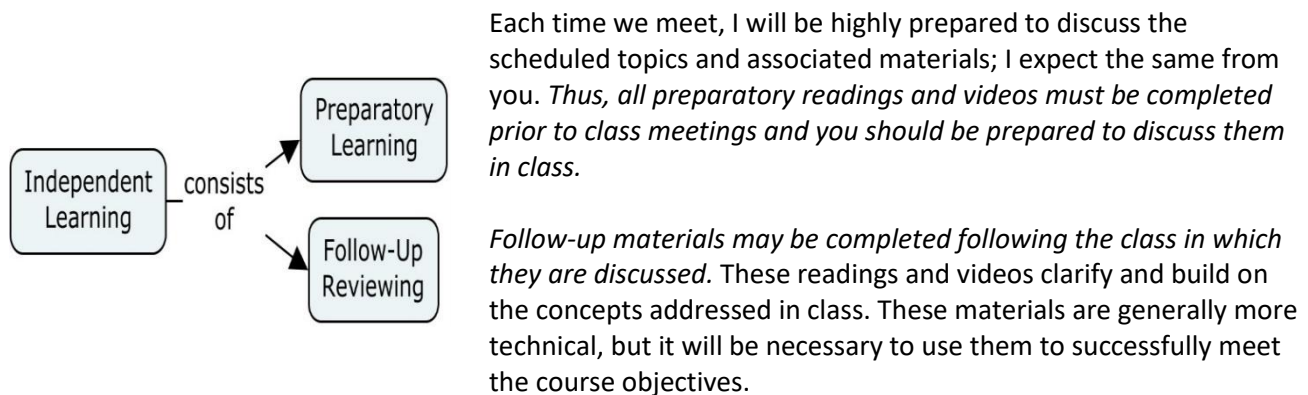 Independent
Learning
consists
of
Preparatory
Learning
Follow-Up
Reviewing
Each time we meet, I will be highly prepared to discuss the
scheduled topics and associated materials; I expect the same from
you. Thus, all preparatory readings and videos must be completed
prior to class meetings and you should be prepared to discuss them
in class.
Follow-up materials may be completed following the class in which
they are discussed. These readings and videos clarify and build on
the concepts addressed in class. These materials are generally more
technical, but it will be necessary to use them to successfully meet
the course objectives.